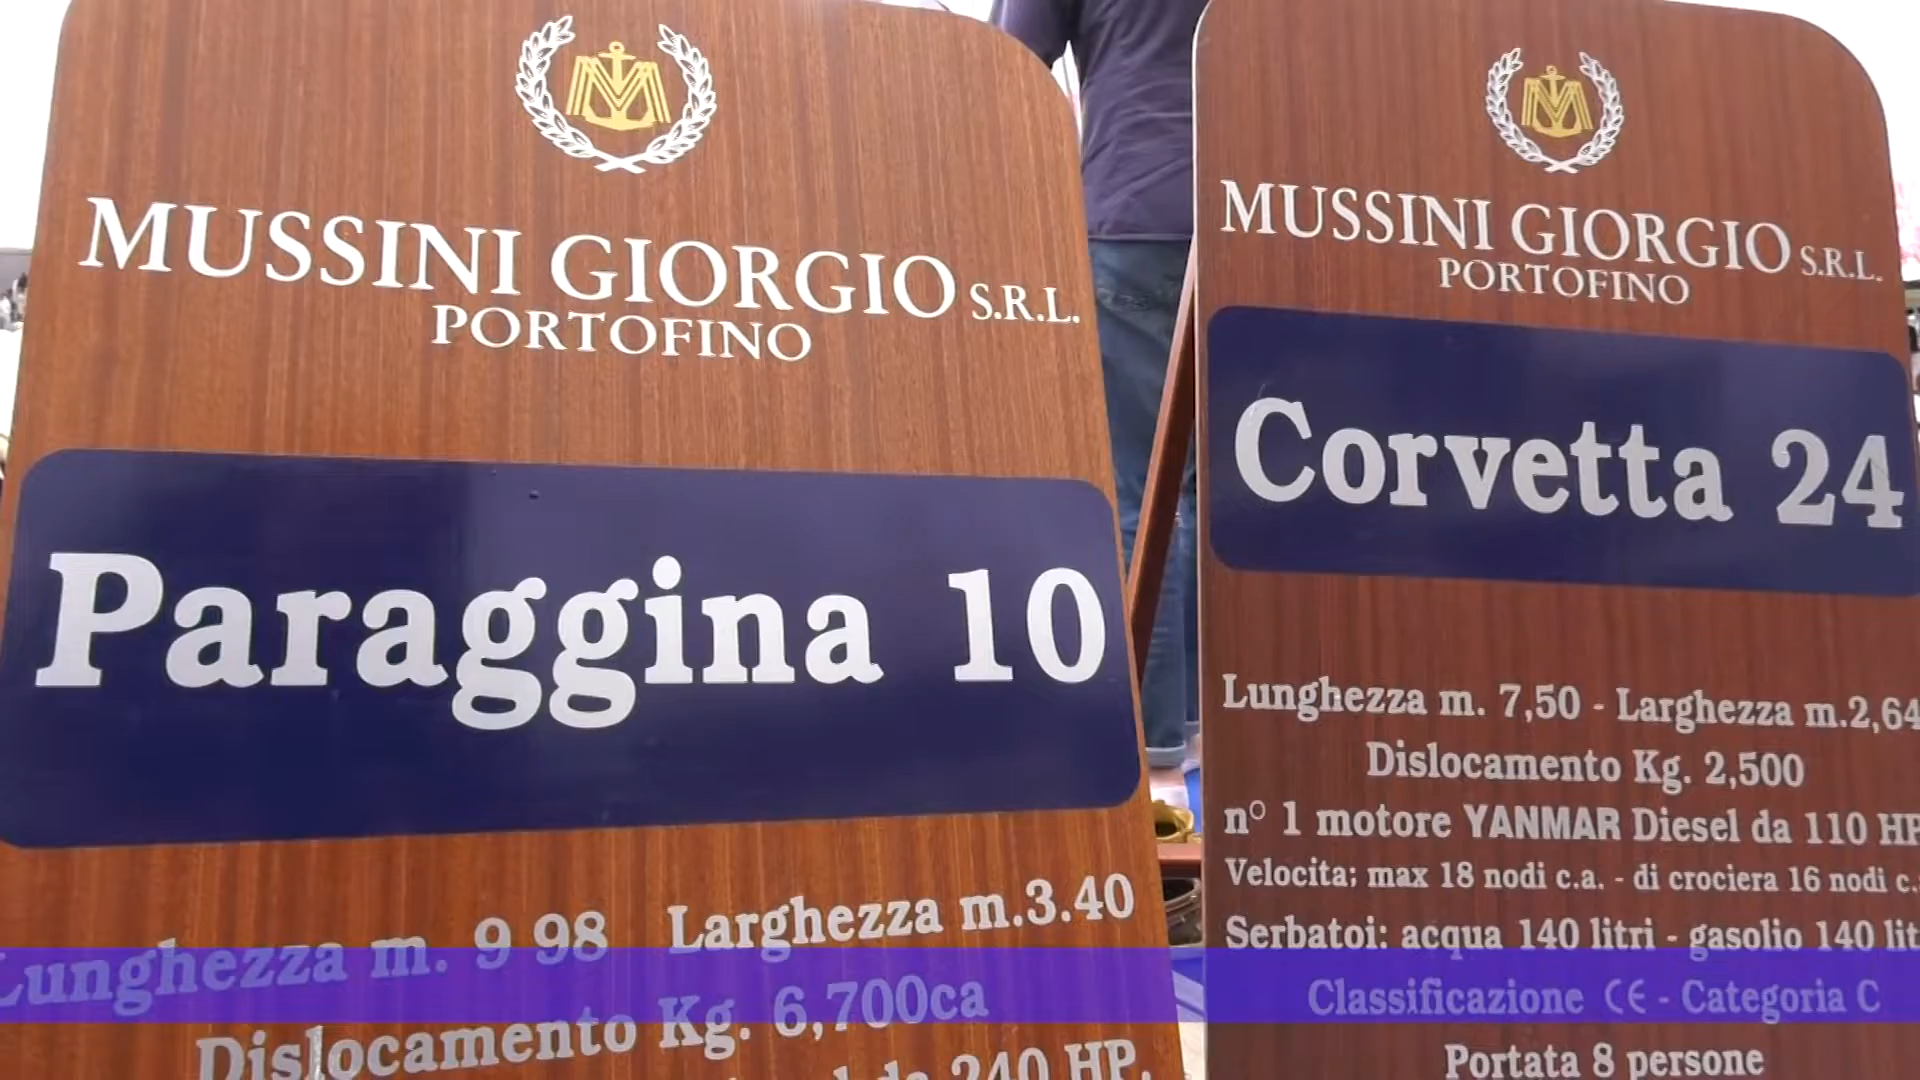 MUSSINI GIORGIO S.R.L.
PORTOFINO
Paraggina 10
Lunghezza m. 9 98 Larghezza m.3.40
Dislocamento Kg. 6,700ca
240 HP.
MUSSINI GIORGIO S.R.L.
PORTOFINO
Corvetta 24
Lunghezza m. 7,50 - Larghezza m.2,64
Dislocamento Kg. 2,500
n° 1 motore YANMAR Diesel da 110 HP
Velocita; max 18 nodi c.a. - di crociera 16 nodi c.
Serbatoi: acqua 140 litri - gasolio 140 lit
Classificazione CE - Categoria C
Portata 8 persone